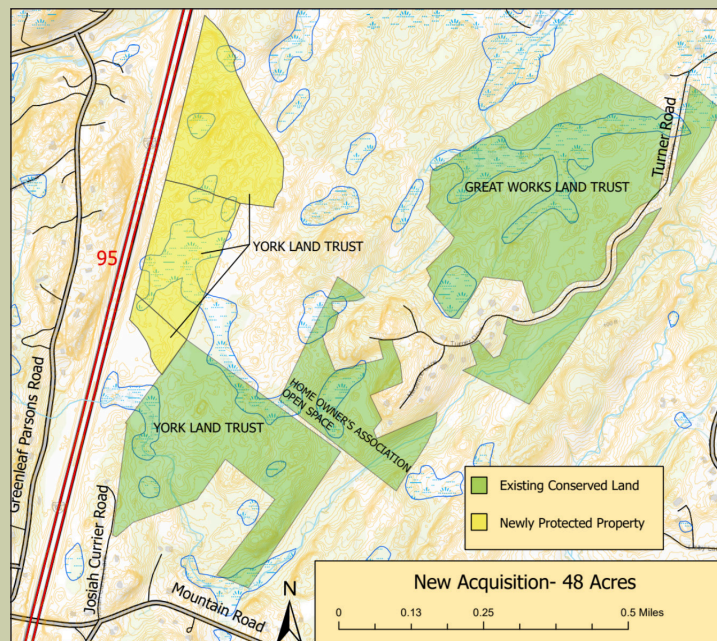 Turner Road
GREAT WORKS LAND TRUST
YORK LAND TRUST
95
Greenleaf Parsons Road
HOME OWNER'S ASSOCIATION
OPEN SPACE
YORK LAND TRUST
Josiah Currier Road
Mountain Road
Existing Conserved Land
Newly Protected Property
N
New Acquisition- 48 Acres
0 0.13 0.25 0.5 Miles